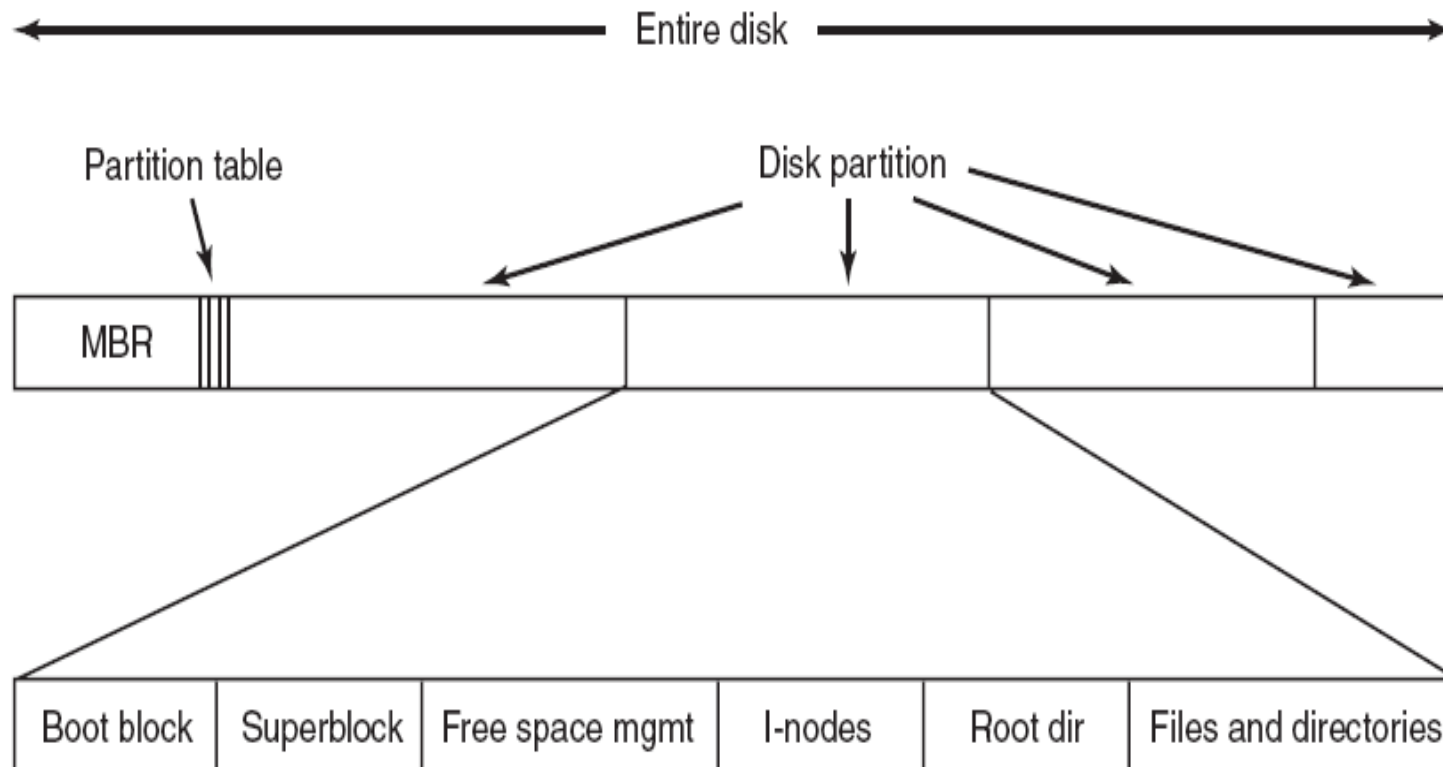 Entire disk
Partition table
Disk partition
MBR
Boot block
Superblock
Free space mgmt
I-nodes
Root dir
Files and directories